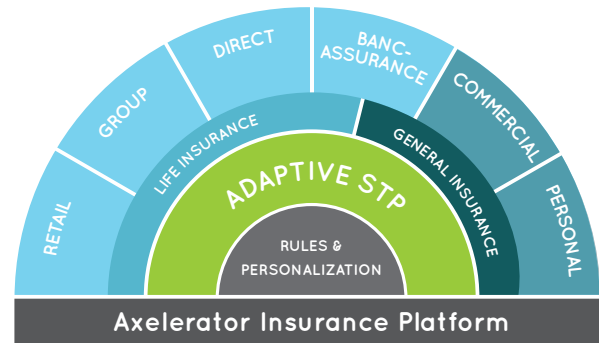 RETAIL
GROUP
DIRECT
BANC-
ASSURANCE
COMMERCIAL
PERSONAL
LIFE INSURANCE
GENERAL INSURANCE
ADAPTIVE STP
RULES &
PERSONALIZATION
Axelerator Insurance Platform